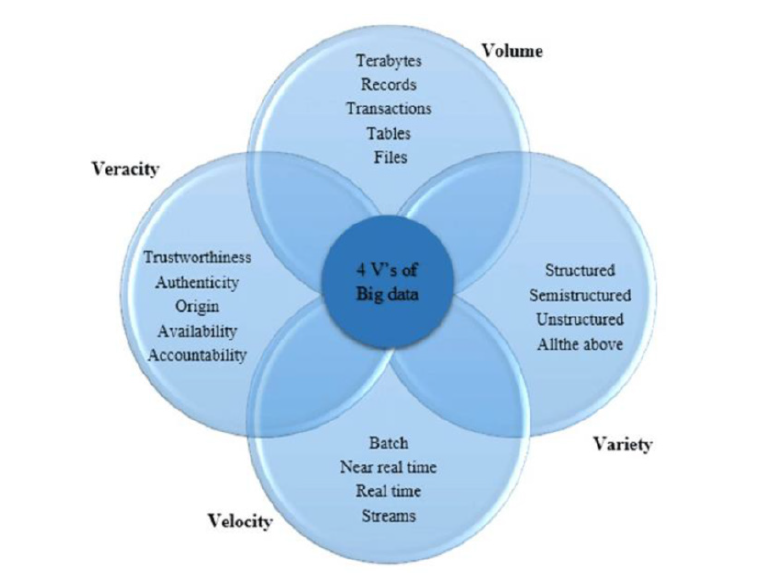 Volume
Terabytes
Records
Transactions
Tables
Files
Veracity
Trustworthiness
Authenticity
Origin
Availability
Accountability
4 V's of
Big data
Structured
Semistructured
Unstructured
Allthe above
Variety
Batch
Near real time
Real time
Streams
Velocity